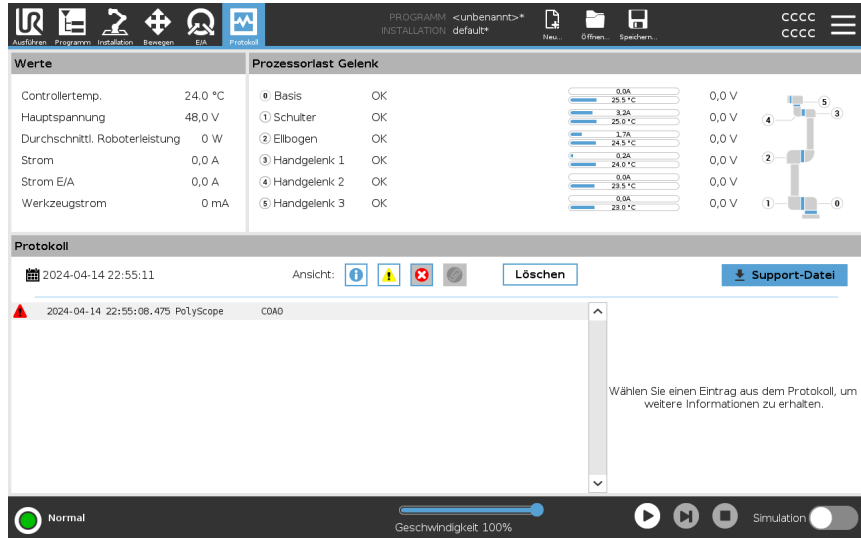 PROGRAMM <unbenannt>*
INSTALLATION default*
CCCC
CCCC
Ausführen Programm Installation Bewegen E/A Protokoll
Neu... Öffnen... Speichern...
Werte
Controllertemp. 24.0 °C
Hauptspannung 48,0 V
Durchschnittl. Roboterleistung 0 W
Strom 0,0 A
Strom E/A 0,0 A
Werkzeugstrom 0 mA
Prozessorlast Gelenk
0 Basis OK 0,0A 25.5 °C 0,0 V
1 Schulter OK 3,2A 25.0 °C 0,0 V
2 Ellbogen OK 1,7A 24.5 °C 0,0 V
3 Handgelenk 1 OK 0,2A 24.0 °C 0,0 V
4 Handgelenk 2 OK 0,0A 23.5 °C 0,0 V
5 Handgelenk 3 OK 0,0A 23.0 °C 0,0 V
5
4 3
2
1 0
Protokoll
2024-04-14 22:55:11 Ansicht: Löschen Support-Datei
2024-04-14 22:55:08.475 PolyScope C0A0
Wählen Sie einen Eintrag aus dem Protokoll, um
weitere Informationen zu erhalten.
Normal
Geschwindigkeit 100%
Simulation